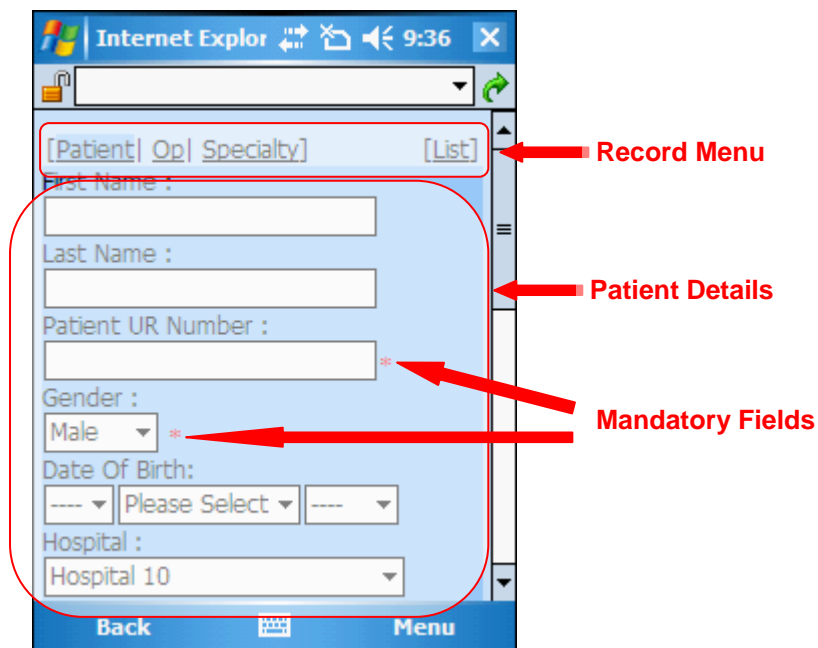 Internet Explor 9:36
[Patient| Op| Specialty] [List]
Record Menu
First Name :
Last Name :
Patient Details
Patient UR Number :
*
Gender :
Male *
Mandatory Fields
Date Of Birth:
---- Please Select ----
Hospital :
Hospital 10
Back Menu